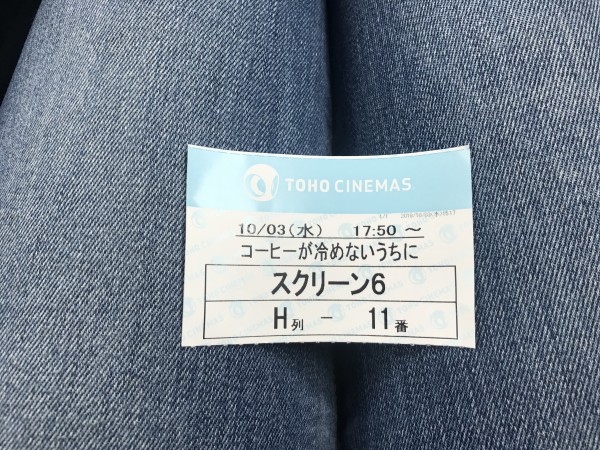 TOHO CINEMAS
10/03(水) 17:50 ～
コーヒーが冷めないうちに
スクリーン6
H列 － 11番